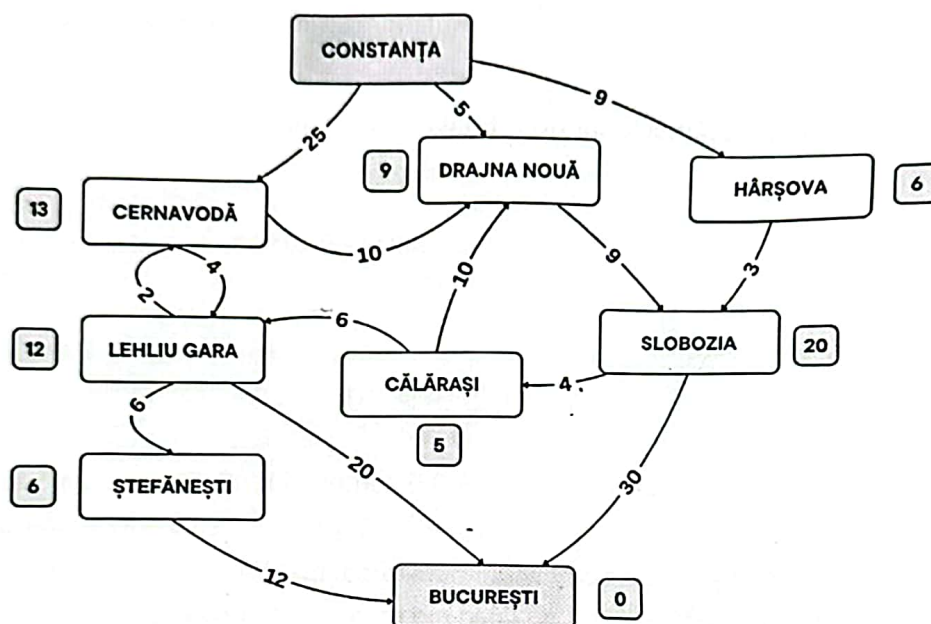 CONSTANȚA
9
5
25
9
DRAJNA NOUĂ
HÂRȘOVA
6
13
CERNAVODĂ
10
10
9
3
4
2
6
12
LEHLIU GARA
SLOBOZIA
20
CĂLĂRAȘI
4
6
5
20
30
6
ȘTEFĂNEȘTI
12
BUCUREȘTI
0